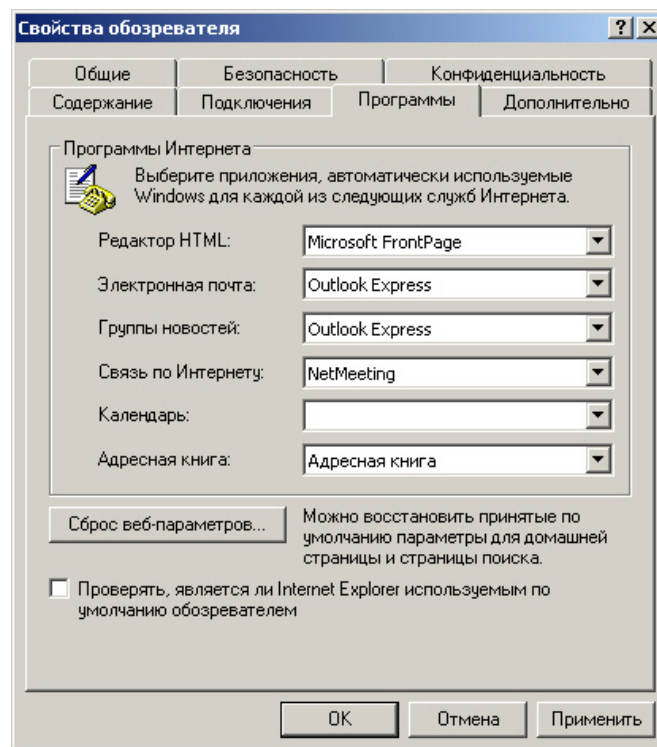 Свойства обозревателя
Общие Безопасность Конфиденциальность
Содержание Подключения Программы Дополнительно
Программы Интернета
Выберите приложения, автоматически используемые
Windows для каждой из следующих служб Интернета.
Редактор HTML: Microsoft FrontPage
Электронная почта: Outlook Express
Группы новостей: Outlook Express
Связь по Интернету: NetMeeting
Календарь:
Адресная книга: Адресная книга
Сброс веб-параметров... Можно восстановить принятые по
умолчанию параметры для домашней
страницы и страницы поиска.
Проверять, является ли Internet Explorer используемым по
умолчанию обозревателем
OK Отмена Применить